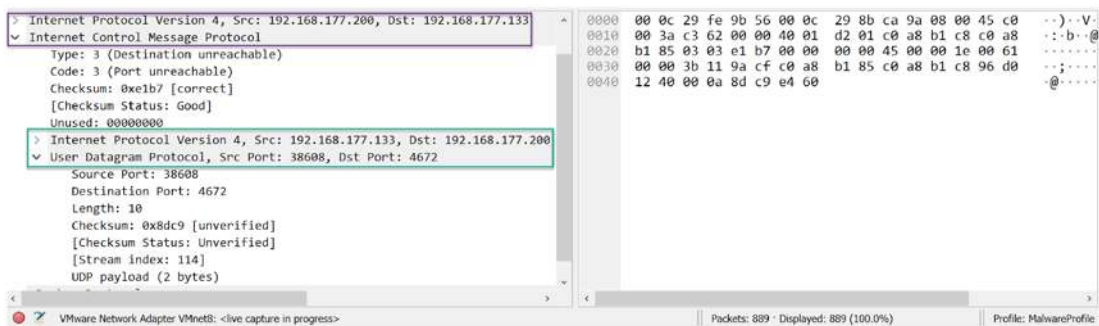 > Internet Protocol Version 4, Src: 192.168.177.200, Dst: 192.168.177.133
Internet Control Message Protocol
Type: 3 (Destination unreachable)
Code: 3 (Port unreachable)
Checksum: 0xe1b7 [correct]
[Checksum Status: Good]
Unused: 00000000
> Internet Protocol Version 4, Src: 192.168.177.133, Dst: 192.168.177.200
User Datagram Protocol, Src Port: 38608, Dst Port: 4672
Source Port: 38608
Destination Port: 4672
Length: 10
Checksum: 0x8dc9 [unverified]
[Checksum Status: Unverified]
[Stream index: 114]
UDP payload (2 bytes)
0000 00 0c 29 fe 9b 56 00 0c 29 8b ca 9a 08 00 45 c0 ··)··V·
0010 00 3a c3 62 00 00 40 01 d2 01 c0 a8 b1 c8 c0 a8 ·:·b··@
0020 b1 85 03 03 e1 b7 00 00 00 00 45 00 00 1e 00 61 ·······
0030 00 00 3b 11 9a cf c0 a8 b1 85 c0 a8 b1 c8 96 d0 ··;····
0040 12 40 00 0a 8d c9 e4 60 ·@·····
VMware Network Adapter VMnet8: <live capture in progress>
Packets: 889 · Displayed: 889 (100.0%)
Profile: MalwareProfile